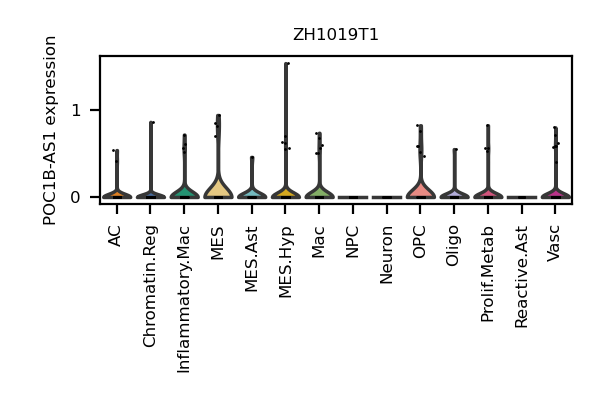 ZH1019T1
POC1B-AS1 expression
1
0
AC
Chromatin.Reg
Inflammatory.Mac
MES
MES.Ast
MES.Hyp
Mac
NPC
Neuron
OPC
Oligo
Prolif.Metab
Reactive.Ast
Vasc